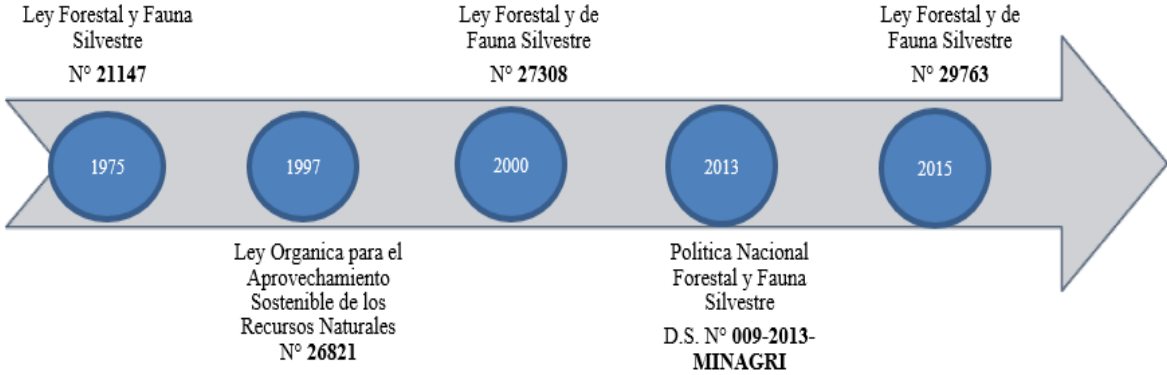 Ley Forestal y Fauna
Silvestre
N° 21147
Ley Forestal y de
Fauna Silvestre
N° 27308
Ley Forestal y de
Fauna Silvestre
N° 29763
1975
1997
2000
2013
2015
Ley Organica para el
Aprovechamiento
Sostenible de los
Recursos Naturales
N° 26821
Politica Nacional
Forestal y Fauna
Silvestre
D.S. N° 009-2013-
MINAGRI